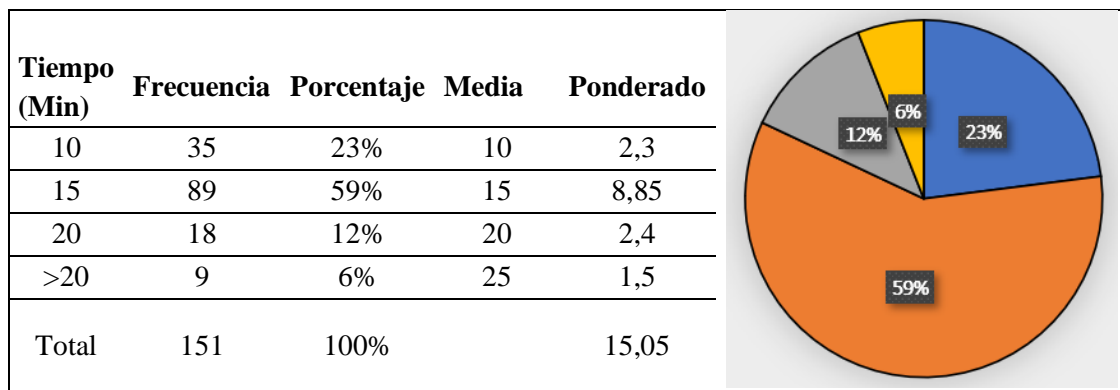 Tiempo (Min) Frecuencia Porcentaje Media Ponderado
10 35 23% 10 2,3
15 89 59% 15 8,85
20 18 12% 20 2,4
>20 9 6% 25 1,5
Total 151 100% 15,05
6%
12%
23%
59%